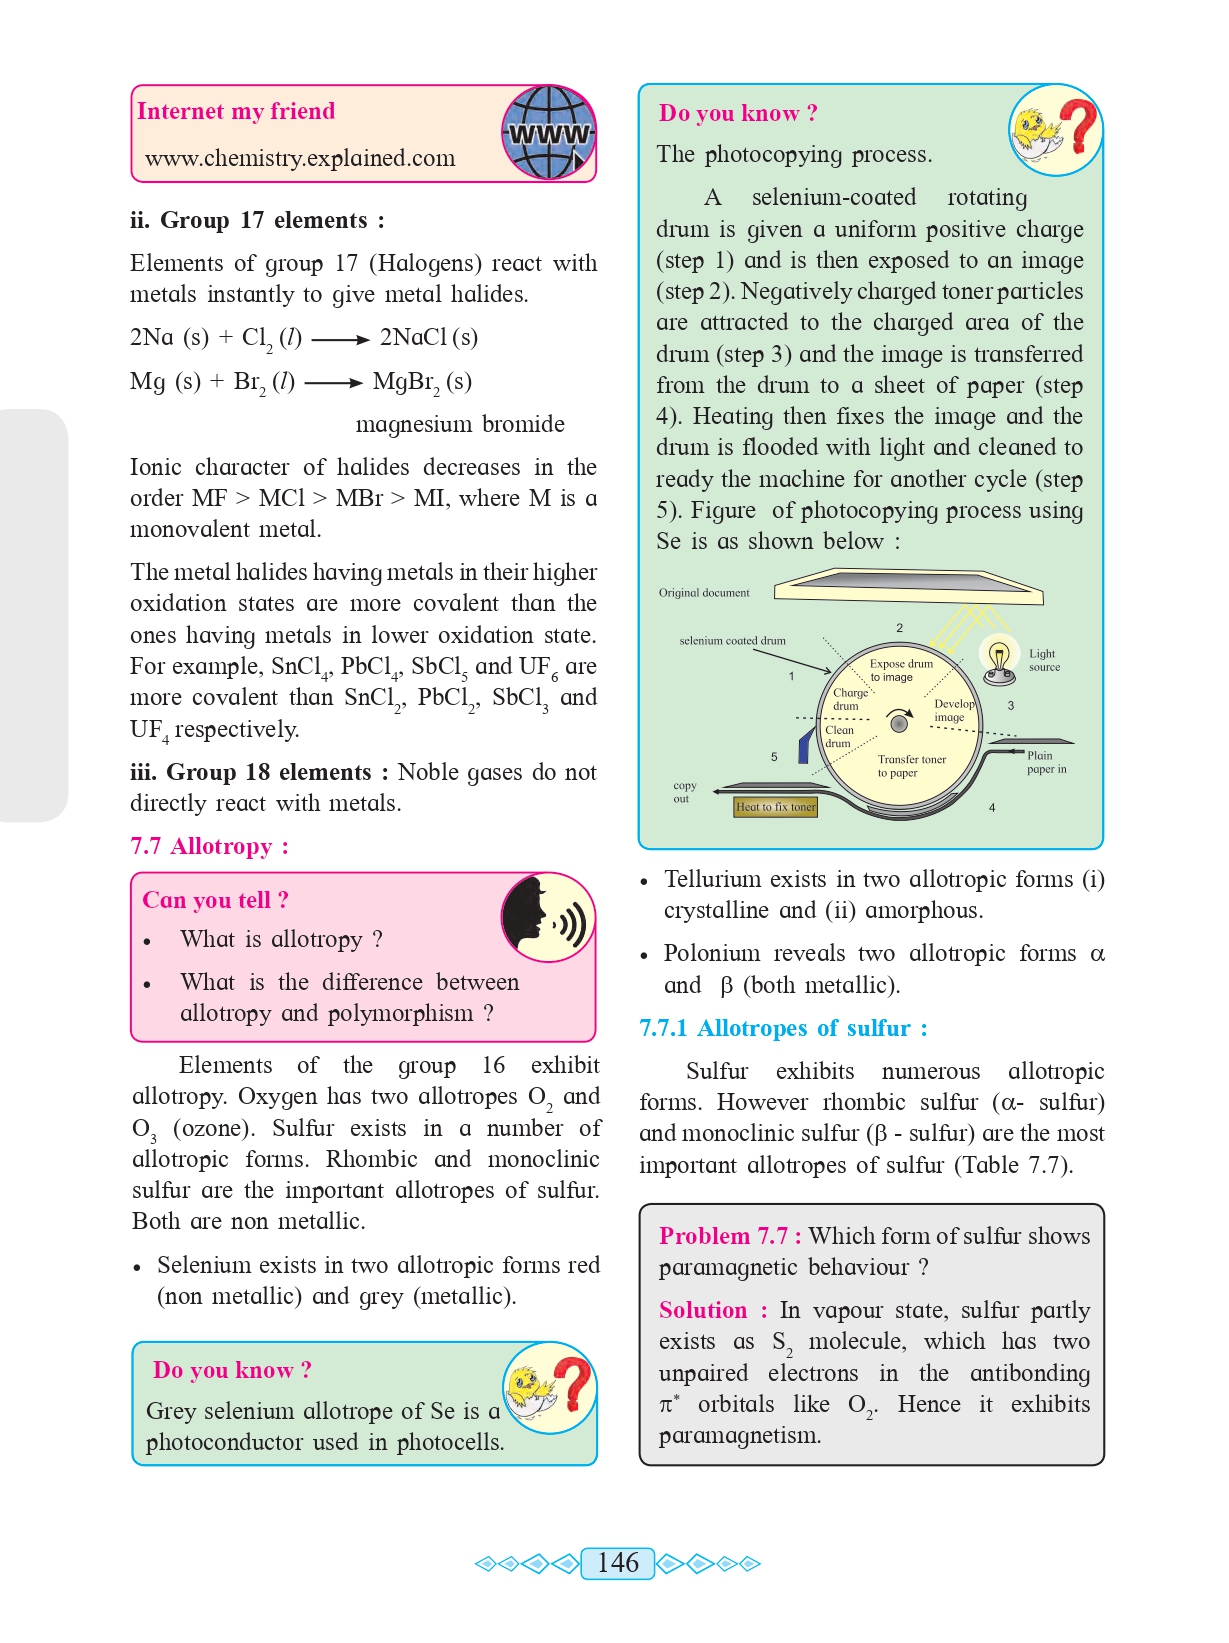 Internet my friend
www.chemistry.explained.com
WWW
ii. Group 17 elements :
Elements of group 17 (Halogens) react with
metals instantly to give metal halides.
2Na (s) + Cl₂ (l) ⟶ 2NaCl (s)
Mg (s) + Br₂ (l) ⟶ MgBr₂ (s)
magnesium bromide
Ionic character of halides decreases in the
order MF > MCl > MBr > MI, where M is a
monovalent metal.
The metal halides having metals in their higher
oxidation states are more covalent than the
ones having metals in lower oxidation state.
For example, SnCl₄, PbCl₄, SbCl₅ and UF₆ are
more covalent than SnCl₂, PbCl₂, SbCl₃ and
UF₄ respectively.
iii. Group 18 elements : Noble gases do not
directly react with metals.
7.7 Allotropy :
Can you tell ?
• What is allotropy ?
• What is the difference between
allotropy and polymorphism ?
Elements of the group 16 exhibit
allotropy. Oxygen has two allotropes O₂ and
O₃ (ozone). Sulfur exists in a number of
allotropic forms. Rhombic and monoclinic
sulfur are the important allotropes of sulfur.
Both are non metallic.
• Selenium exists in two allotropic forms red
(non metallic) and grey (metallic).
Do you know ?
Grey selenium allotrope of Se is a
photoconductor used in photocells.
Do you know ?
The photocopying process.
A selenium-coated rotating
drum is given a uniform positive charge
(step 1) and is then exposed to an image
(step 2). Negatively charged toner particles
are attracted to the charged area of the
drum (step 3) and the image is transferred
from the drum to a sheet of paper (step
4). Heating then fixes the image and the
drum is flooded with light and cleaned to
ready the machine for another cycle (step
5). Figure of photocopying process using
Se is as shown below :
Original document
selenium coated drum
2
Light
source
1
Expose drum
to image
Charge
drum
Develop
image
3
Clean
drum
5
Transfer toner
to paper
Plain
paper in
copy
out
Heat to fix toner
4
• Tellurium exists in two allotropic forms (i)
crystalline and (ii) amorphous.
• Polonium reveals two allotropic forms α
and β (both metallic).
7.7.1 Allotropes of sulfur :
Sulfur exhibits numerous allotropic
forms. However rhombic sulfur (α- sulfur)
and monoclinic sulfur (β - sulfur) are the most
important allotropes of sulfur (Table 7.7).
Problem 7.7 : Which form of sulfur shows
paramagnetic behaviour ?
Solution : In vapour state, sulfur partly
exists as S₂ molecule, which has two
unpaired electrons in the antibonding
π* orbitals like O₂. Hence it exhibits
paramagnetism.
146